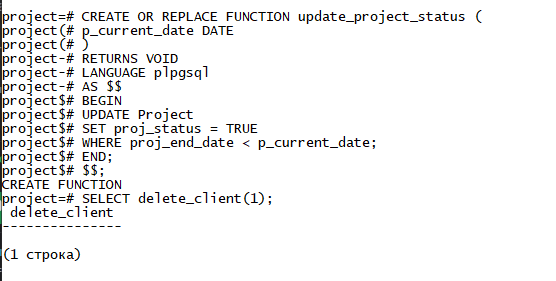 project=# CREATE OR REPLACE FUNCTION update_project_status (
project(# p_current_date DATE
project(# )
project-# RETURNS VOID
project-# LANGUAGE plpgsql
project-# AS $$
project$# BEGIN
project$# UPDATE Project
project$# SET proj_status = TRUE
project$# WHERE proj_end_date < p_current_date;
project$# END;
project$# $$;
CREATE FUNCTION
project=# SELECT delete_client(1);
 delete_client
---------------

(1 строка)